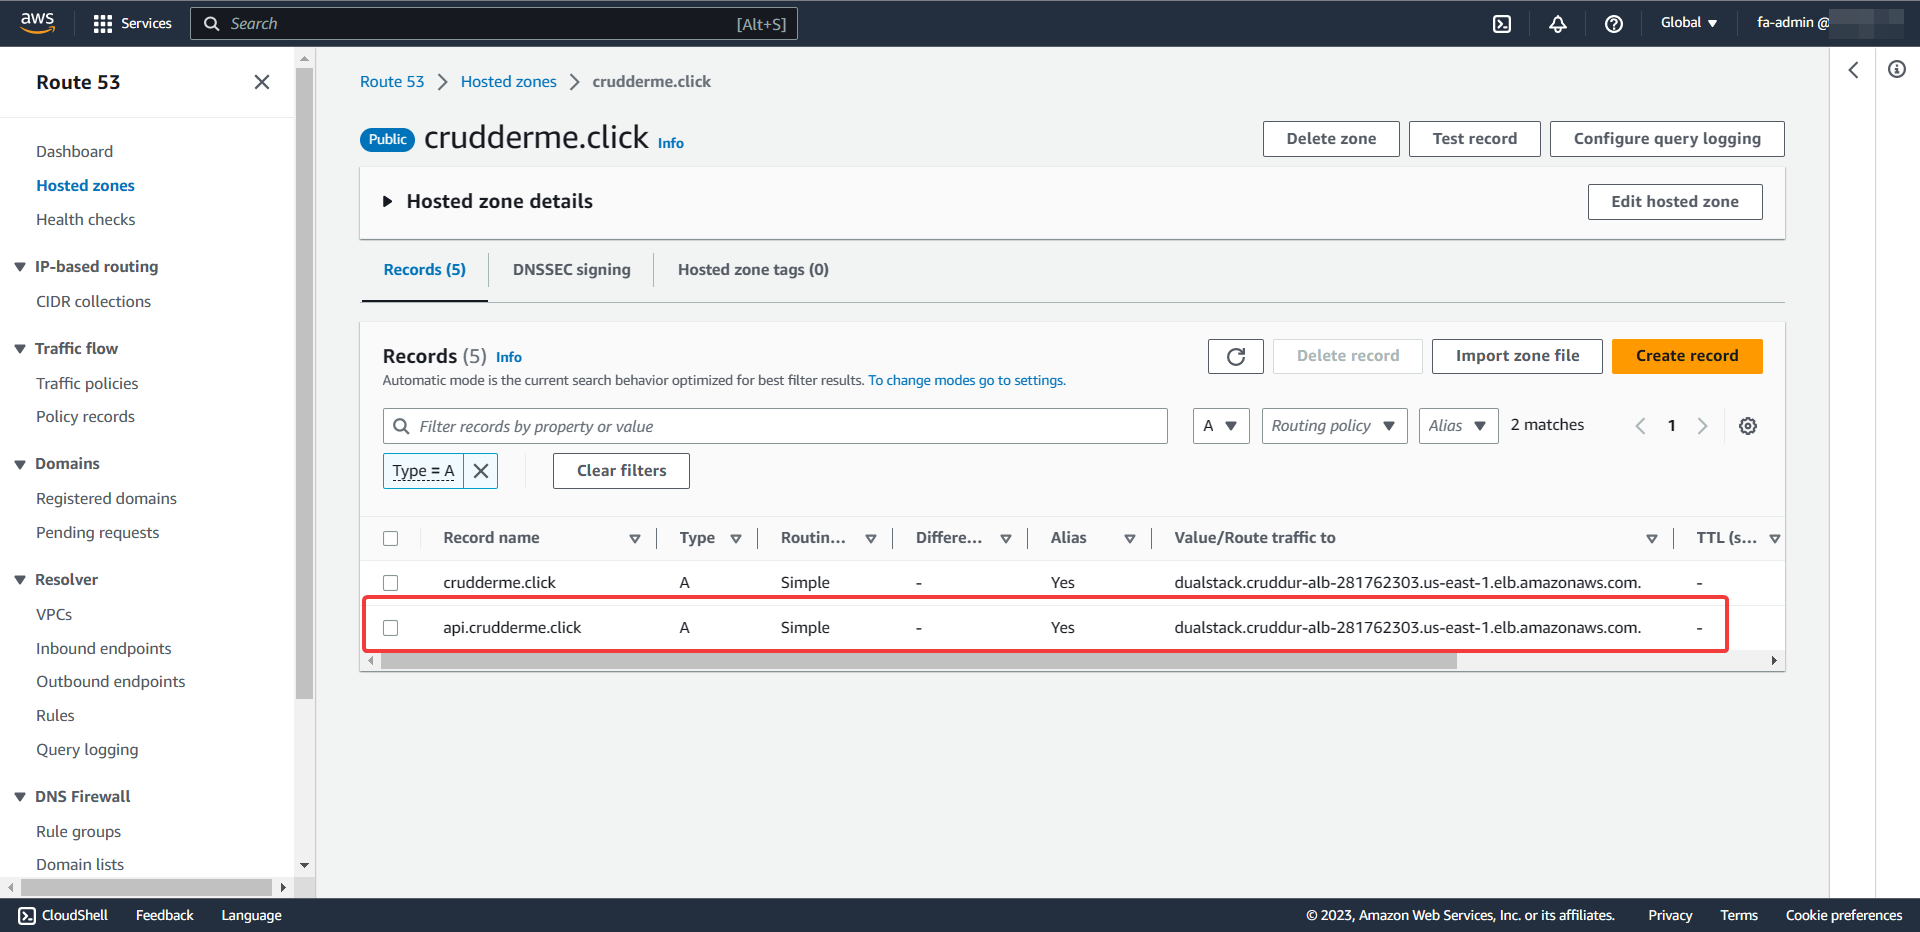 aws Services Search [Alt+S] Global fa-admin @
Route 53
Dashboard
Hosted zones
Health checks
IP-based routing
CIDR collections
Traffic flow
Traffic policies
Policy records
Domains
Registered domains
Pending requests
Resolver
VPCs
Inbound endpoints
Outbound endpoints
Rules
Query logging
DNS Firewall
Rule groups
Domain lists
Route 53 Hosted zones crudderme.click
Public crudderme.click Info Delete zone Test record Configure query logging
Hosted zone details Edit hosted zone
Records (5) DNSSEC signing Hosted zone tags (0)
Records (5) Info Delete record Import zone file Create record
Automatic mode is the current search behavior optimized for best filter results. To change modes go to settings.
Filter records by property or value A Routing policy Alias 2 matches 1
Type = A Clear filters
Record name Type Routin... Differe... Alias Value/Route traffic to TTL (s...
crudderme.click A Simple - Yes dualstack.cruddur-alb-281762303.us-east-1.elb.amazonaws.com. -
api.crudderme.click A Simple - Yes dualstack.cruddur-alb-281762303.us-east-1.elb.amazonaws.com. -
CloudShell Feedback Language © 2023, Amazon Web Services, Inc. or its affiliates. Privacy Terms Cookie preferences